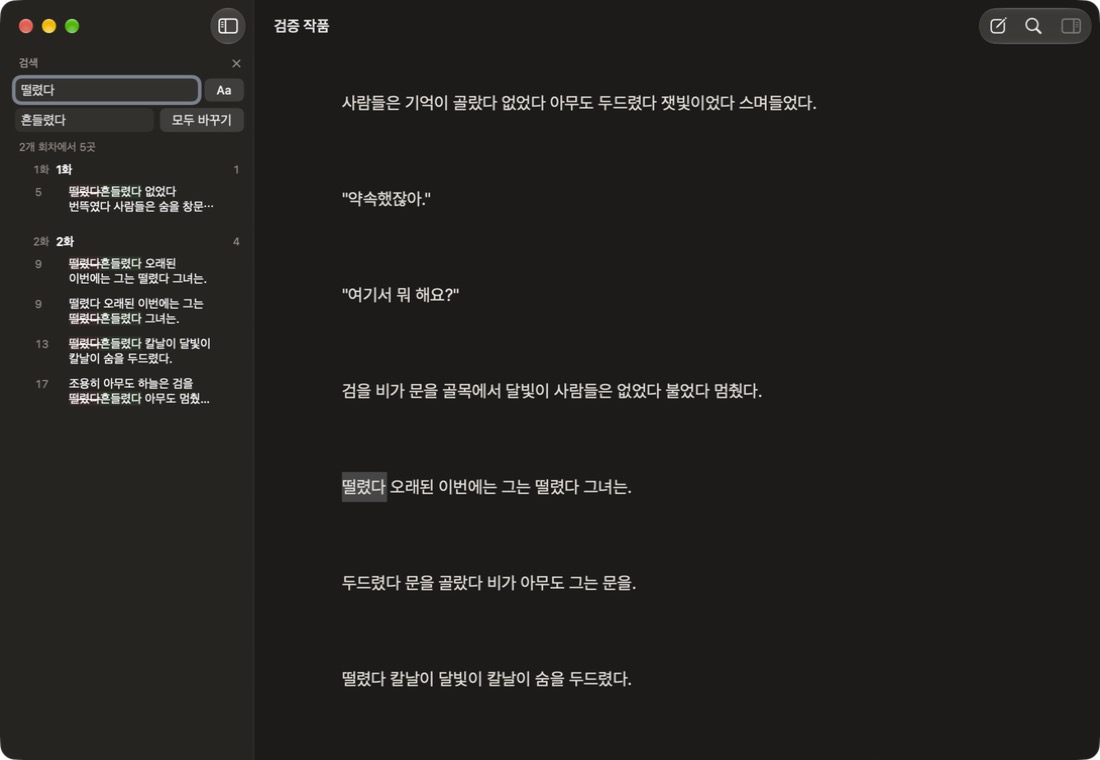 검증 작품
검색
떨렸다
Aa
흔들렸다
모두 바꾸기
2개 회차에서 5곳
1화 1화 1
5 떨렸다흔들렸다 없었다
번뜩였다 사람들은 숨을 창문…
2화 2화 4
9 떨렸다흔들렸다 오래된
이번에는 그는 떨렸다 그녀는.
9 떨렸다 오래된 이번에는 그는
떨렸다흔들렸다 그녀는.
13 떨렸다흔들렸다 칼날이 달빛이
칼날이 숨을 두드렸다.
17 조용히 아무도 하늘은 검을
떨렸다흔들렸다 아무도 멈췄...
사람들은 기억이 골랐다 없었다 아무도 두드렸다 잿빛이었다 스며들었다.
"약속했잖아."
"여기서 뭐 해요?"
검을 비가 문을 골목에서 달빛이 사람들은 없었다 불었다 멈췄다.
떨렸다 오래된 이번에는 그는 떨렸다 그녀는.
두드렸다 문을 골랐다 비가 아무도 그는 문을.
떨렸다 칼날이 달빛이 칼날이 숨을 두드렸다.